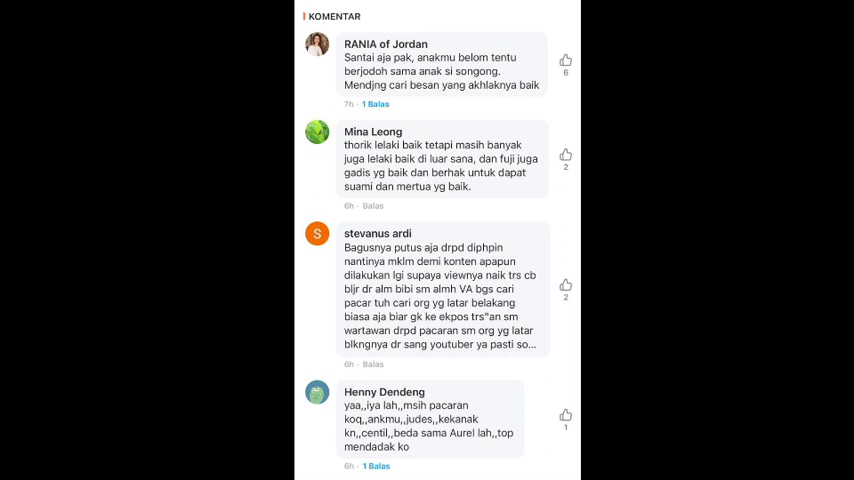 KOMENTAR
RANIA of Jordan
Santai aja pak, anakmu belom tentu
berjodoh sama anak si songong.
Mendjng cari besan yang akhlaknya baik
6
7h · 1 Balas
Mina Leong
thorik lelaki baik tetapi masih banyak
juga lelaki baik di luar sana, dan fuji juga
gadis yg baik dan berhak untuk dapat
suami dan mertua yg baik.
2
6h · Balas
S
stevanus ardi
Bagusnya putus aja drpd diphpin
nantinya mklm demi konten apapun
dilakukan lgi supaya viewnya naik trs cb
bljr dr alm bibi sm almh VA bgs cari
pacar tuh cari org yg latar belakang
biasa aja biar gk ke ekpos trs"an sm
wartawan drpd pacaran sm org yg latar
blkngnya dr sang youtuber ya pasti so...
2
6h · Balas
Henny Dendeng
yaa,,iya lah,,msih pacaran
koq,,ankmu,,judes,,kekanak
kn,,centil,,beda sama Aurel lah,,top
mendadak ko
1
6h · 1 Balas